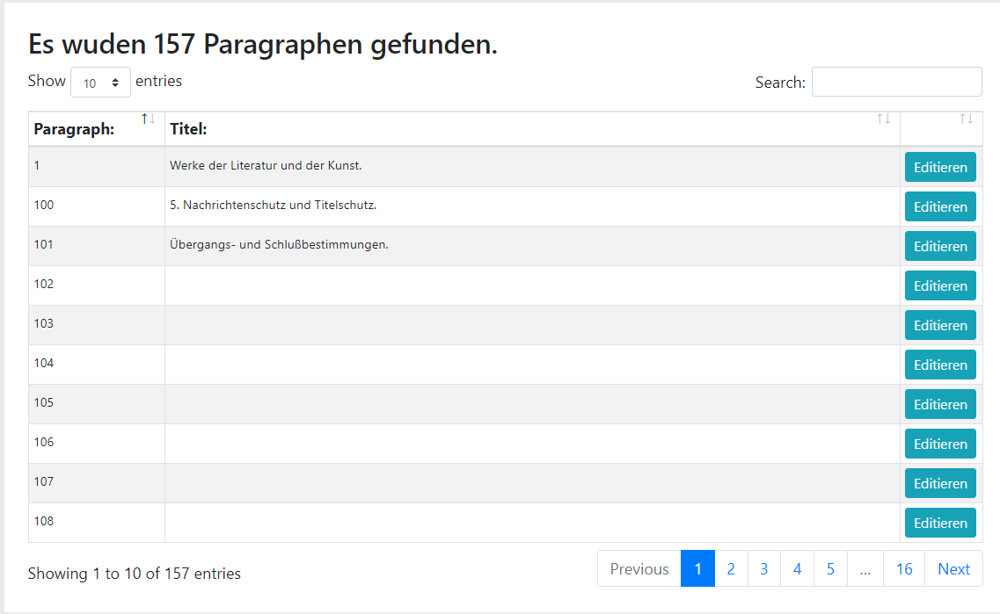 Es wuden 157 Paragraphen gefunden.
Show 10 entries Search:
Paragraph: Titel:
1 Werke der Literatur und der Kunst. Editieren
100 5. Nachrichtenschutz und Titelschutz. Editieren
101 Übergangs- und Schlußbestimmungen. Editieren
102 Editieren
103 Editieren
104 Editieren
105 Editieren
106 Editieren
107 Editieren
108 Editieren
Showing 1 to 10 of 157 entries Previous 1 2 3 4 5 ... 16 Next